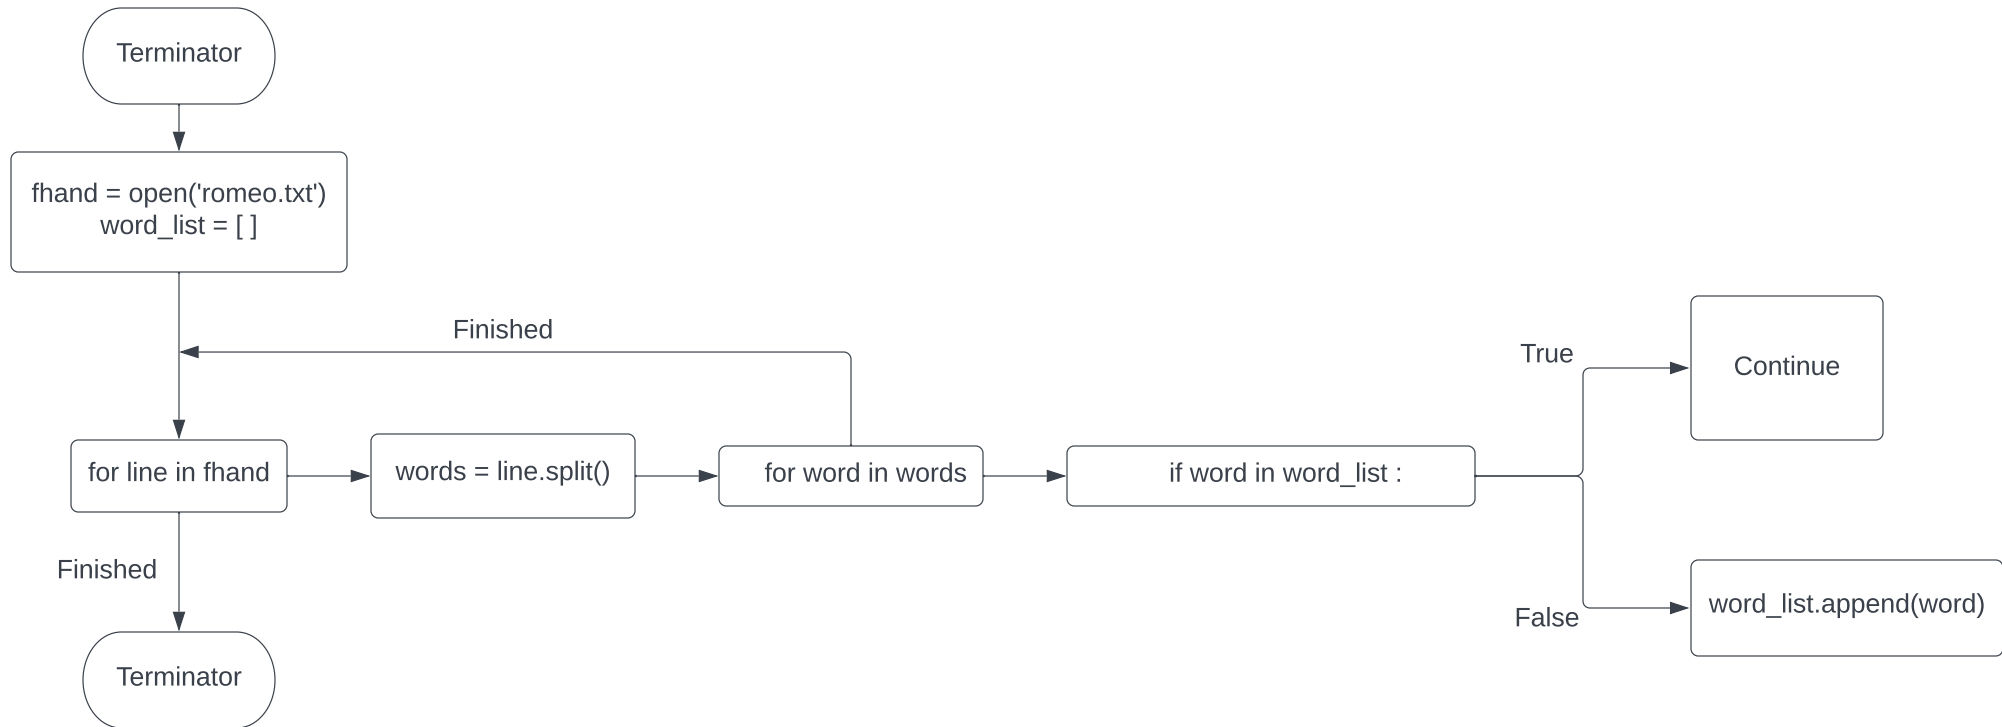 Terminator
fhand = open('romeo.txt')
word_list = [ ]
Finished
for line in fhand
words = line.split()
for word in words
if word in word_list :
True
Continue
False
word_list.append(word)
Finished
Terminator